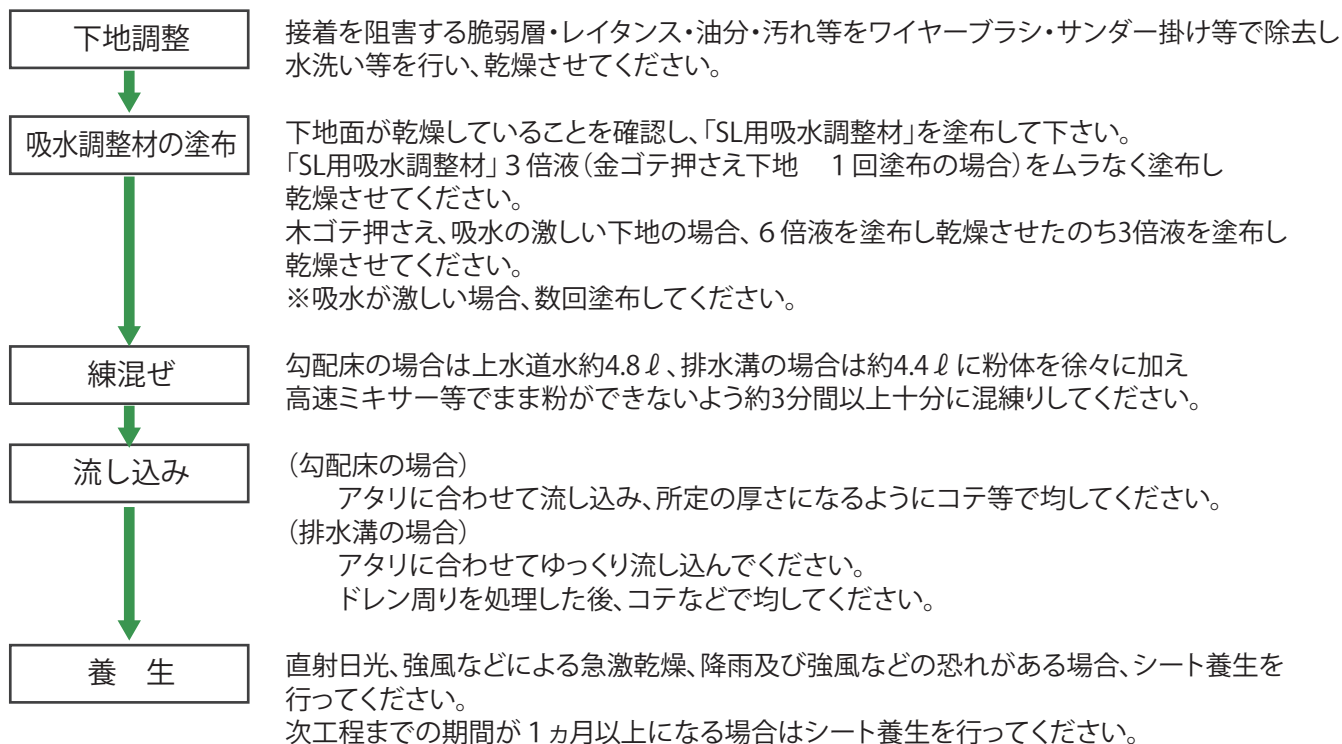 下地調整
接着を阻害する脆弱層・レイタンス・油分・汚れ等をワイヤーブラシ・サンダー掛け等で除去し
水洗い等を行い、乾燥させてください。
吸水調整材の塗布
下地面が乾燥していることを確認し、「SL用吸水調整材」を塗布して下さい。
「SL用吸水調整材」３倍液（金ゴテ押さえ下地　１回塗布の場合）をムラなく塗布し
乾燥させてください。
木ゴテ押さえ、吸水の激しい下地の場合、６倍液を塗布し乾燥させたのち3倍液を塗布し
乾燥させてください。
※吸水が激しい場合、数回塗布してください。
練混ぜ
勾配床の場合は上水道水約4.8ℓ、排水溝の場合は約4.4ℓに粉体を徐々に加え
高速ミキサー等でまま粉ができないよう約3分間以上十分に混練りしてください。
流し込み
（勾配床の場合）
アタリに合わせて流し込み、所定の厚さになるようにコテ等で均してください。
（排水溝の場合）
アタリに合わせてゆっくり流し込んでください。
ドレン周りを処理した後、コテなどで均してください。
養　生
直射日光、強風などによる急激乾燥、降雨及び強風などの恐れがある場合、シート養生を
行ってください。
次工程までの期間が１ヵ月以上になる場合はシート養生を行ってください。